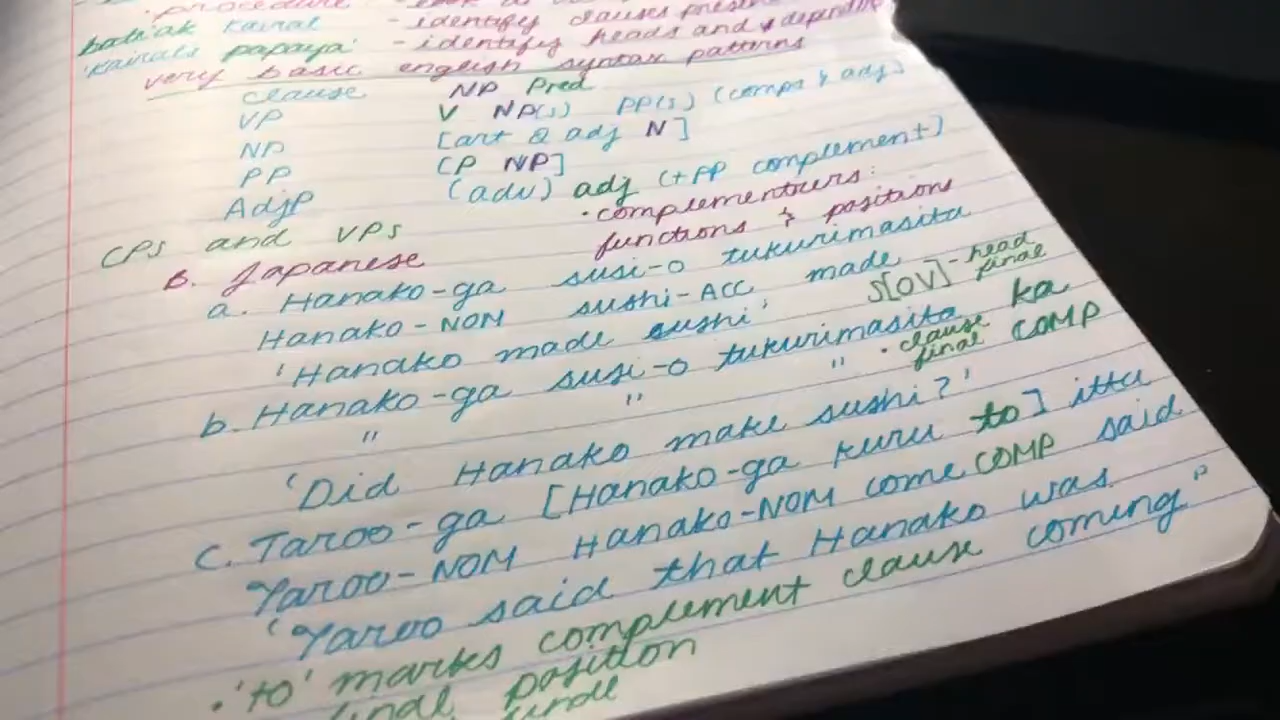 procedure
bathak kairal - identify clauses present
'kairals papaya' - identify heads and
very basic english syntax patterns
clause NP Pred
VP V NP(s) PP(s) (comps & adj)
NP [art & adj N]
PP [P NP]
AdjP (adv) adj (+PP complement)
CPS and VPS · complementizers:
functions & positions
B. Japanese
a. Hanako-ga susi-o tukurimasita
Hanako-NOM sushi-ACC made S[OV] - head final
'Hanako made sushi'
b. Hanako-ga susi-o tukurimasita ka
" " " · clause final COMP
'Did Hanako make sushi?'
c. Taroo-ga [Hanako-ga kuru to] itta
Taroo-NOM Hanako-NOM come COMP said
'Taroo said that Hanako was coming"
· 'to' marks complement clause
final position